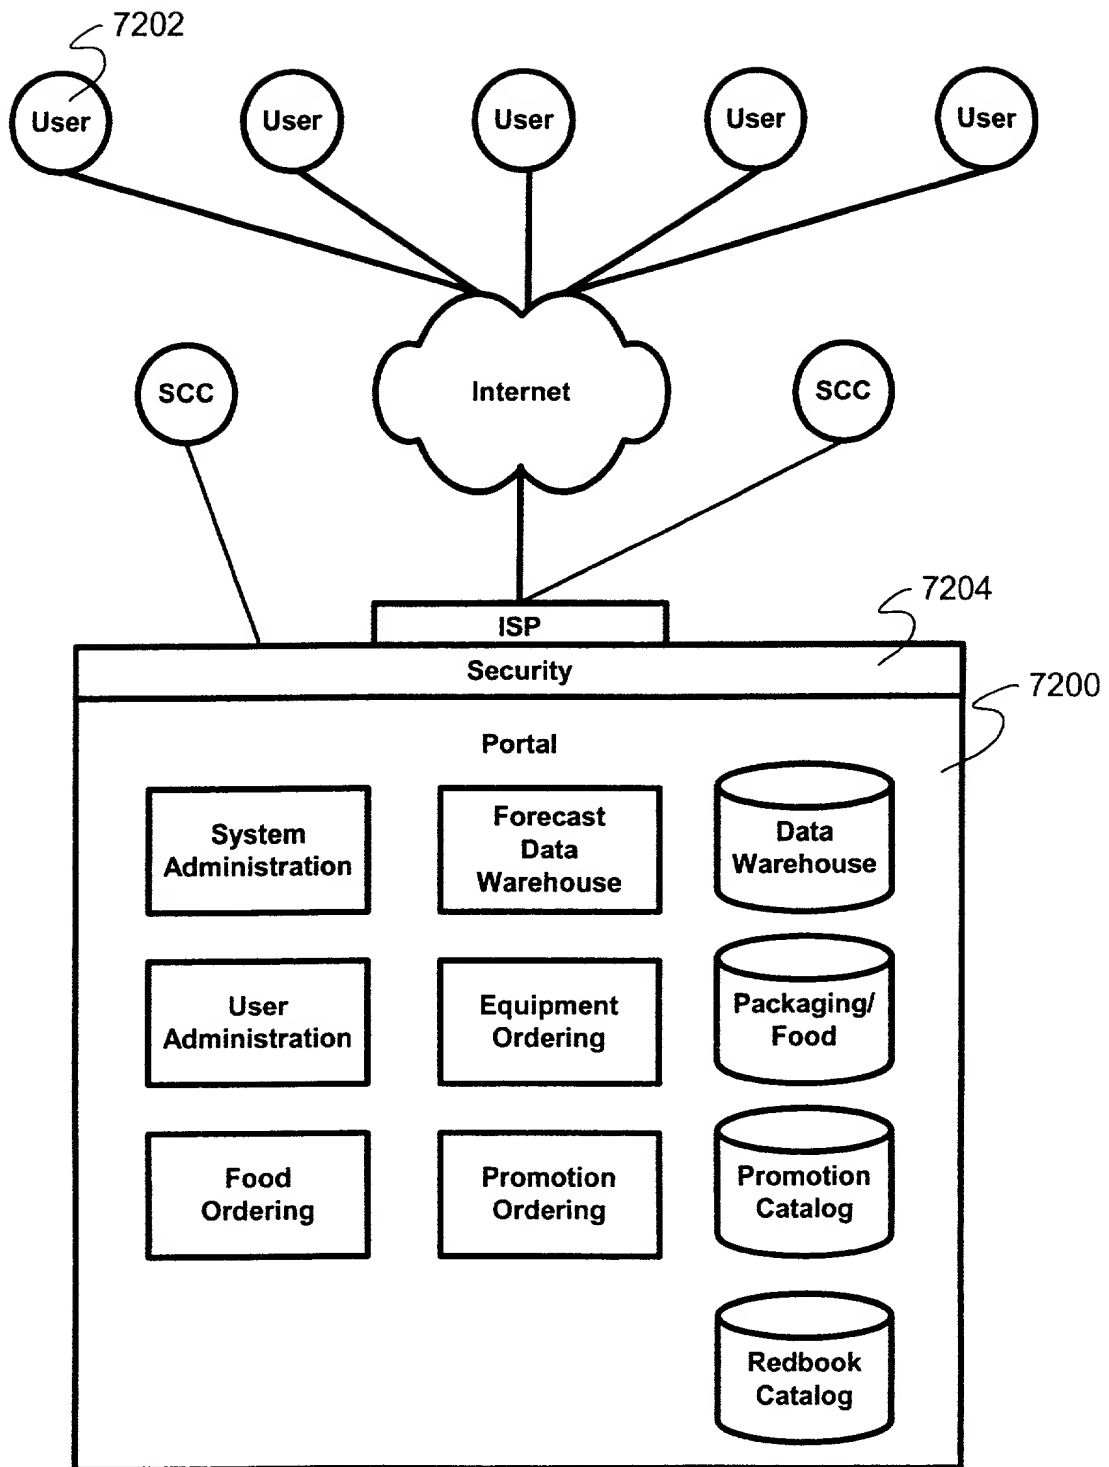 7202
User
User
User
User
User
SCC
Internet
SCC
ISP
7204
Security
7200
Portal
System
Administration
Forecast
Data
Warehouse
Data
Warehouse
User
Administration
Equipment
Ordering
Packaging/
Food
Food
Ordering
Promotion
Ordering
Promotion
Catalog
Redbook
Catalog